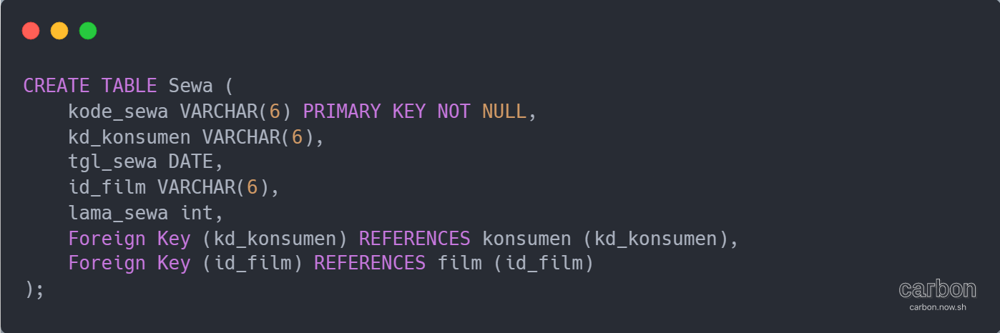 CREATE TABLE Sewa (
    kode_sewa VARCHAR(6) PRIMARY KEY NOT NULL,
    kd_konsumen VARCHAR(6),
    tgl_sewa DATE,
    id_film VARCHAR(6),
    lama_sewa int,
    Foreign Key (kd_konsumen) REFERENCES konsumen (kd_konsumen),
    Foreign Key (id_film) REFERENCES film (id_film)
);
carbon
carbon.now.sh